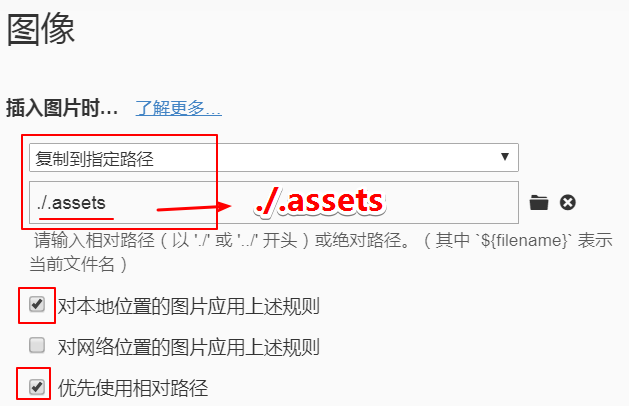 图像
插入图片时... 了解更多...
复制到指定路径
./.assets ./.assets
请输入相对路径（以 './' 或 '../' 开头）或绝对路径。（其中 `${filename}` 表示
当前文件名）
对本地位置的图片应用上述规则
对网络位置的图片应用上述规则
优先使用相对路径